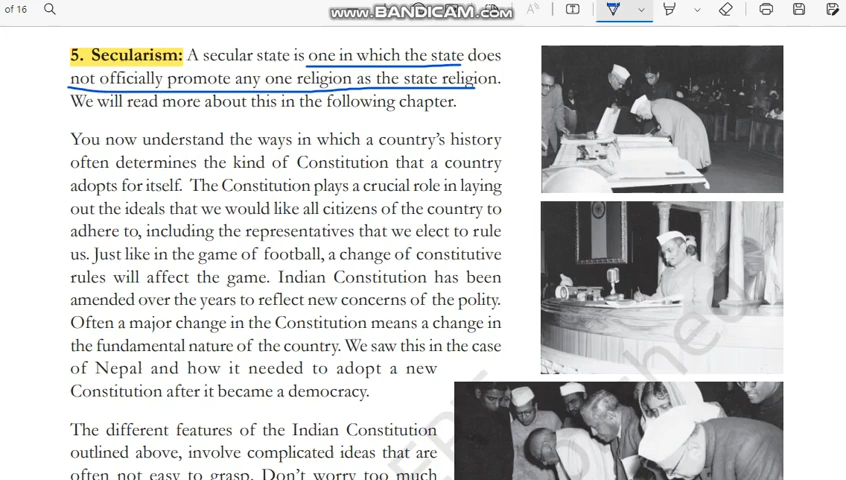 of 16
www.BANDICAM.com
5. Secularism: A secular state is one in which the state does
not officially promote any one religion as the state religion.
We will read more about this in the following chapter.
You now understand the ways in which a country's history
often determines the kind of Constitution that a country
adopts for itself. The Constitution plays a crucial role in laying
out the ideals that we would like all citizens of the country to
adhere to, including the representatives that we elect to rule
us. Just like in the game of football, a change of constitutive
rules will affect the game. Indian Constitution has been
amended over the years to reflect new concerns of the polity.
Often a major change in the Constitution means a change in
the fundamental nature of the country. We saw this in the case
of Nepal and how it needed to adopt a new
Constitution after it became a democracy.
The different features of the Indian Constitution
outlined above, involve complicated ideas that are
often not easy to grasp. Don't worry too much